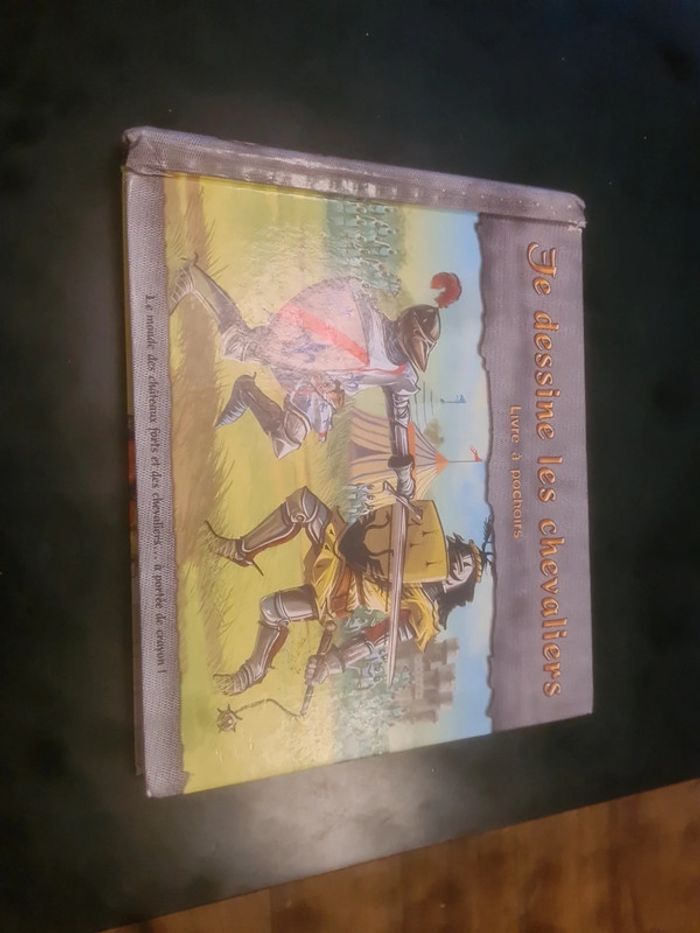 Je dessine les chevaliers
Livre à pochoirs
Le monde des châteaux forts et des chevaliers... à portée de crayon !